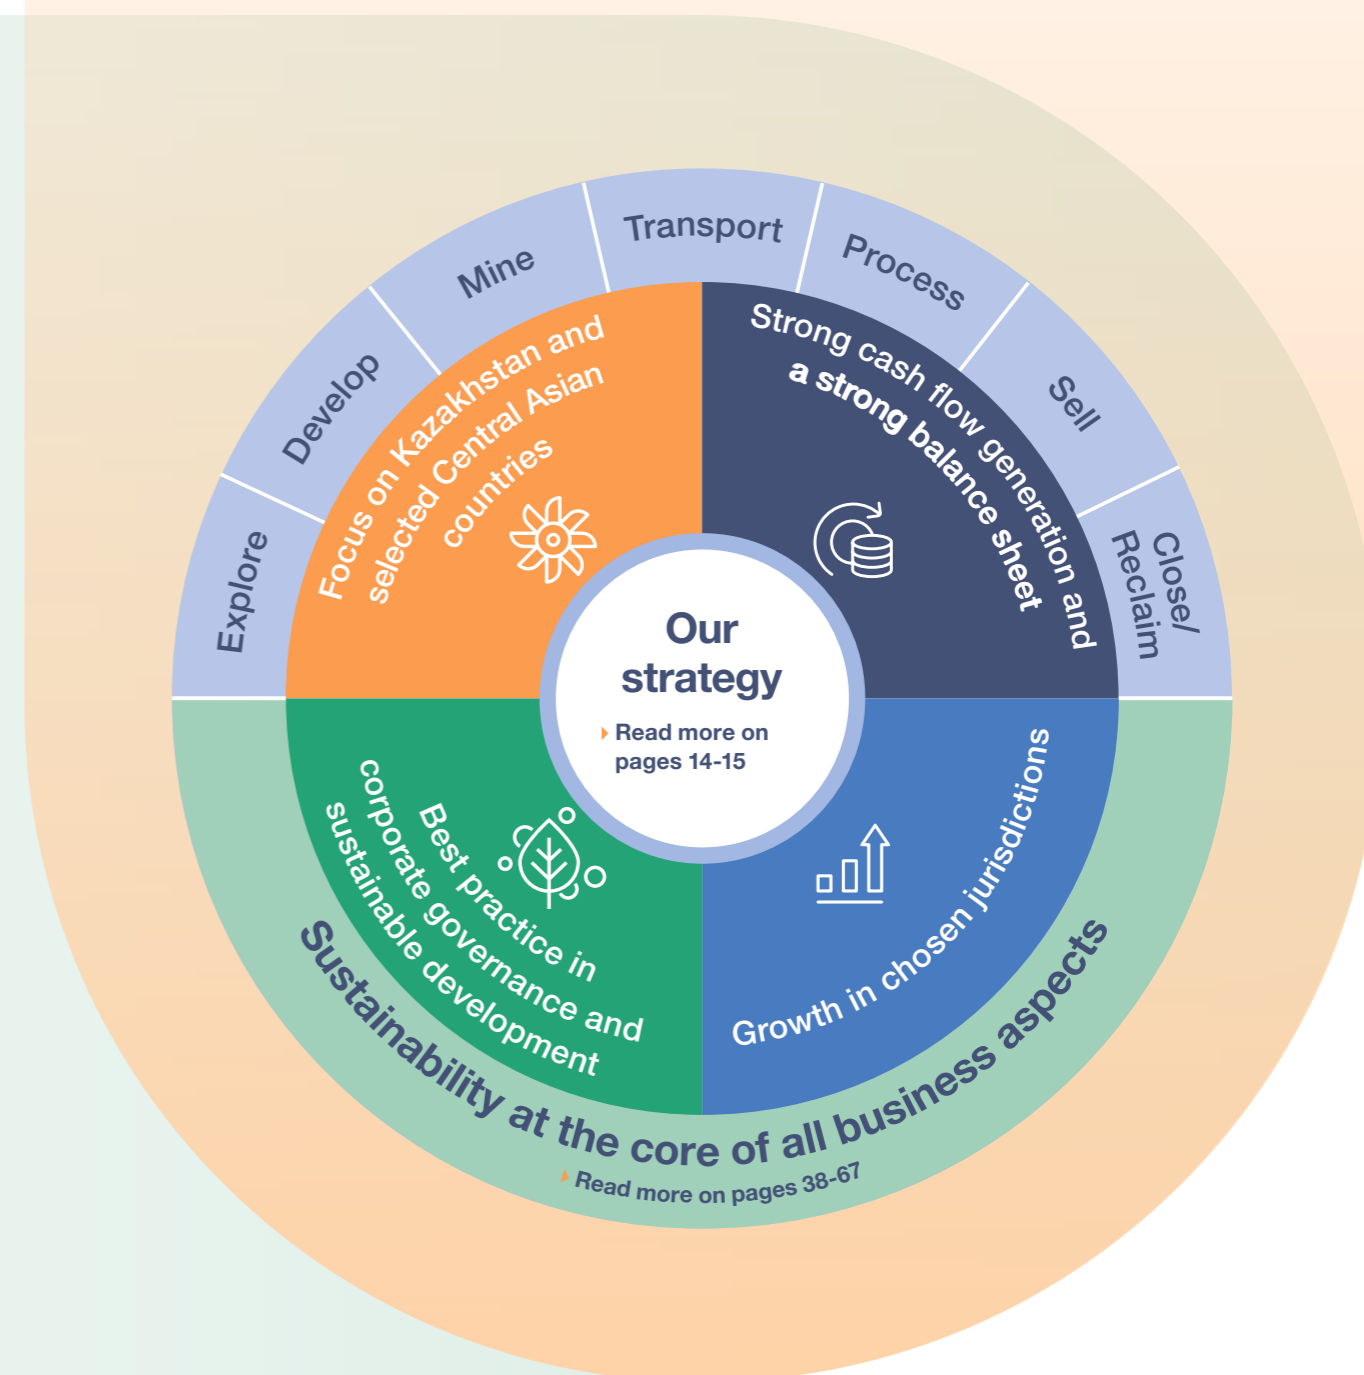 Explore
Develop
Mine
Transport
Process
Sell
Close/
Reclaim
Focus on Kazakhstan and
selected Central Asian
countries
Strong cash flow generation and
a strong balance sheet
Our
strategy
Read more on
pages 14-15
Best practice in
corporate governance and
sustainable development
Growth in chosen jurisdictions
Sustainability at the core of all business aspects
Read more on pages 38-67